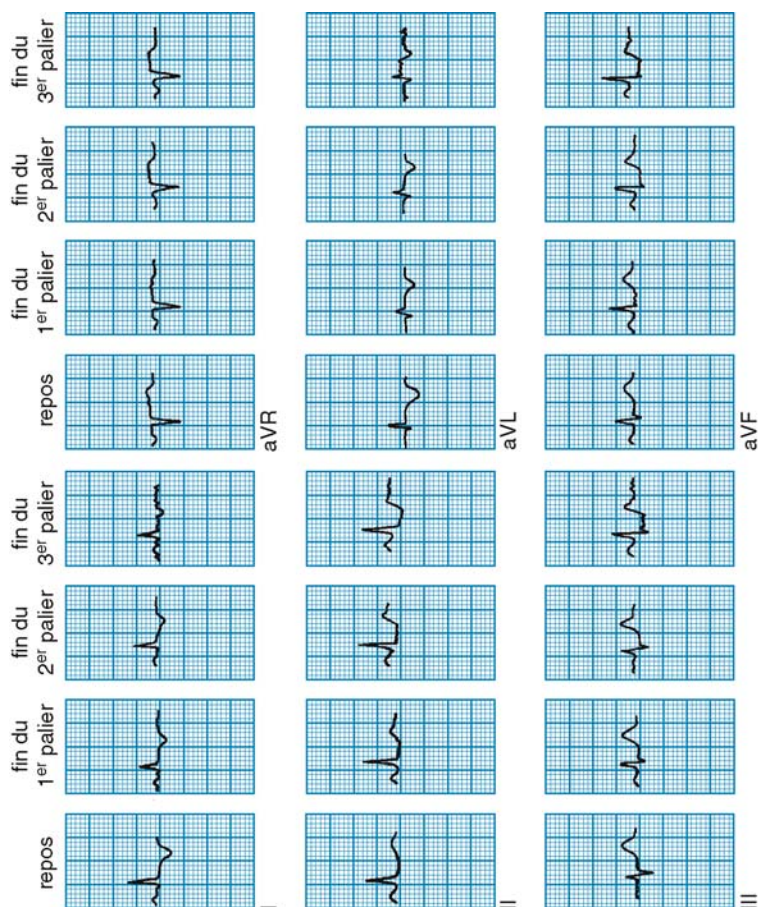 repos
fin du
1er palier
fin du
2er palier
fin du
3er palier
repos
fin du
1er palier
fin du
2er palier
fin du
3er palier
I
aVR
II
aVL
III
aVF